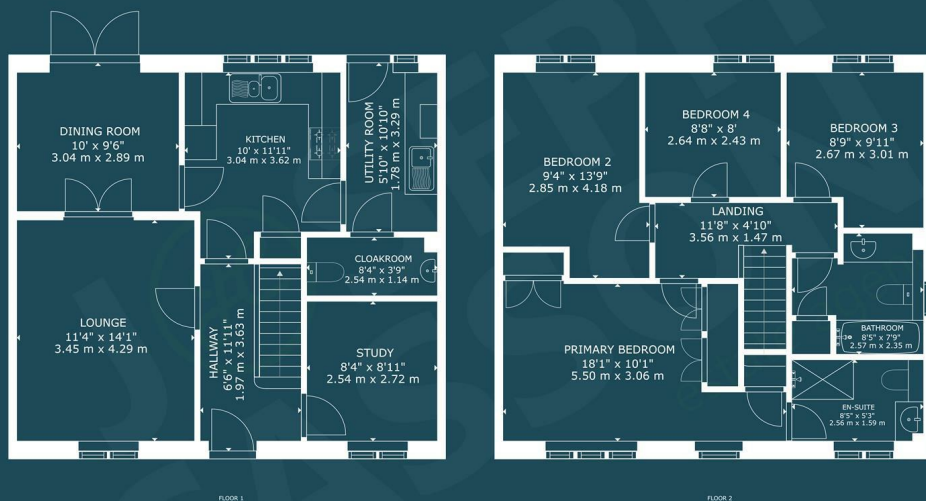 DINING ROOM
10' x 9'6"
3.04 m x 2.89 m
KITCHEN
10' x 11'11"
3.04 m x 3.62 m
UTILITY ROOM
5'10" x 10'10"
1.78 m x 3.29 m
CLOAKROOM
8'4" x 3'9"
2.54 m x 1.14 m
LOUNGE
11'4" x 14'1"
3.45 m x 4.29 m
HALLWAY
6'6" x 11'11"
1.97 m x 3.63 m
STUDY
8'4" x 8'11"
2.54 m x 2.72 m
FLOOR 1
BEDROOM 2
9'4" x 13'9"
2.85 m x 4.18 m
BEDROOM 4
8'8" x 8'
2.64 m x 2.43 m
BEDROOM 3
8'9" x 9'11"
2.67 m x 3.01 m
LANDING
11'8" x 4'10"
3.56 m x 1.47 m
BATHROOM
8'5" x 7'9"
2.57 m x 2.35 m
PRIMARY BEDROOM
18'1" x 10'1"
5.50 m x 3.06 m
EN-SUITE
8'5" x 5'3"
2.56 m x 1.59 m
FLOOR 2